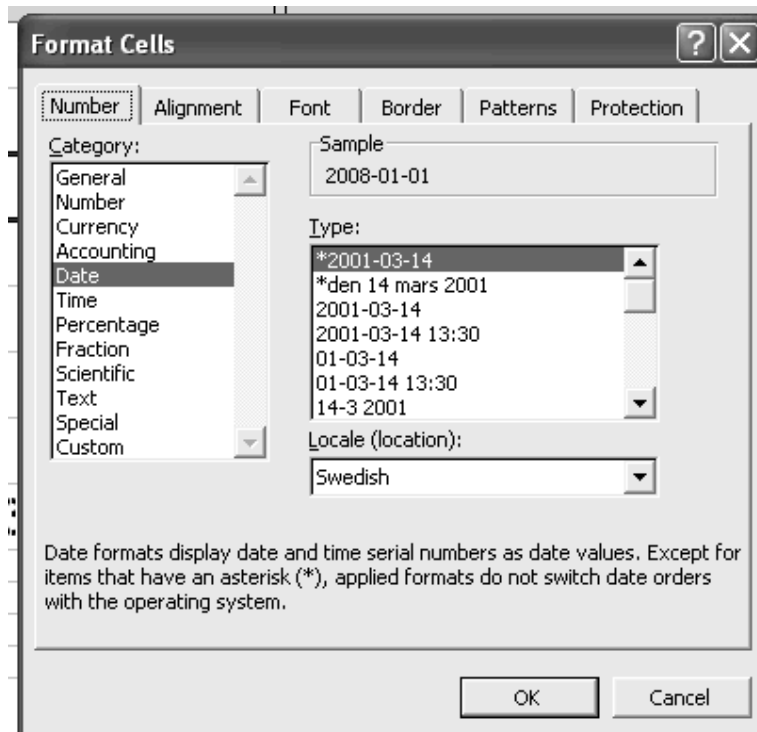 Format Cells
Number Alignment Font Border Patterns Protection
Category:
General
Number
Currency
Accounting
Date
Time
Percentage
Fraction
Scientific
Text
Special
Custom
Sample
2008-01-01
Type:
*2001-03-14
*den 14 mars 2001
2001-03-14
2001-03-14 13:30
01-03-14
01-03-14 13:30
14-3 2001
Locale (location):
Swedish
Date formats display date and time serial numbers as date values. Except for
items that have an asterisk (*), applied formats do not switch date orders
with the operating system.
OK Cancel